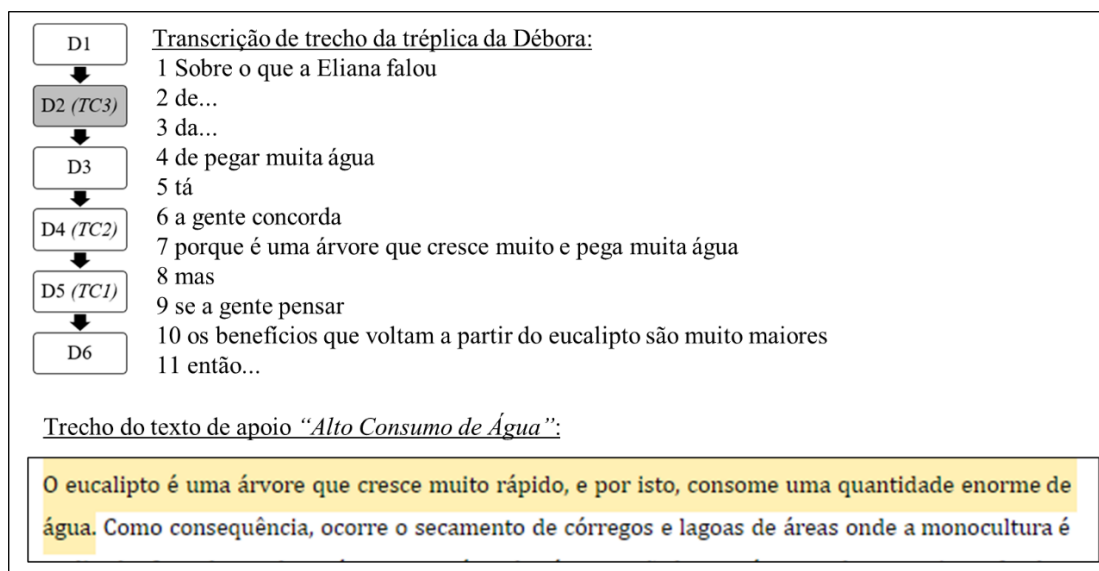 D1
D2 (TC3)
D3
D4 (TC2)
D5 (TC1)
D6
Transcrição de trecho da tréplica da Débora:
1 Sobre o que a Eliana falou
2 de...
3 da...
4 de pegar muita água
5 tá
6 a gente concorda
7 porque é uma árvore que cresce muito e pega muita água
8 mas
9 se a gente pensar
10 os benefícios que voltam a partir do eucalipto são muito maiores
11 então...
Trecho do texto de apoio “Alto Consumo de Água”:
O eucalipto é uma árvore que cresce muito rápido, e por isto, consome uma quantidade enorme de
água. Como consequência, ocorre o secamento de córregos e lagoas de áreas onde a monocultura é